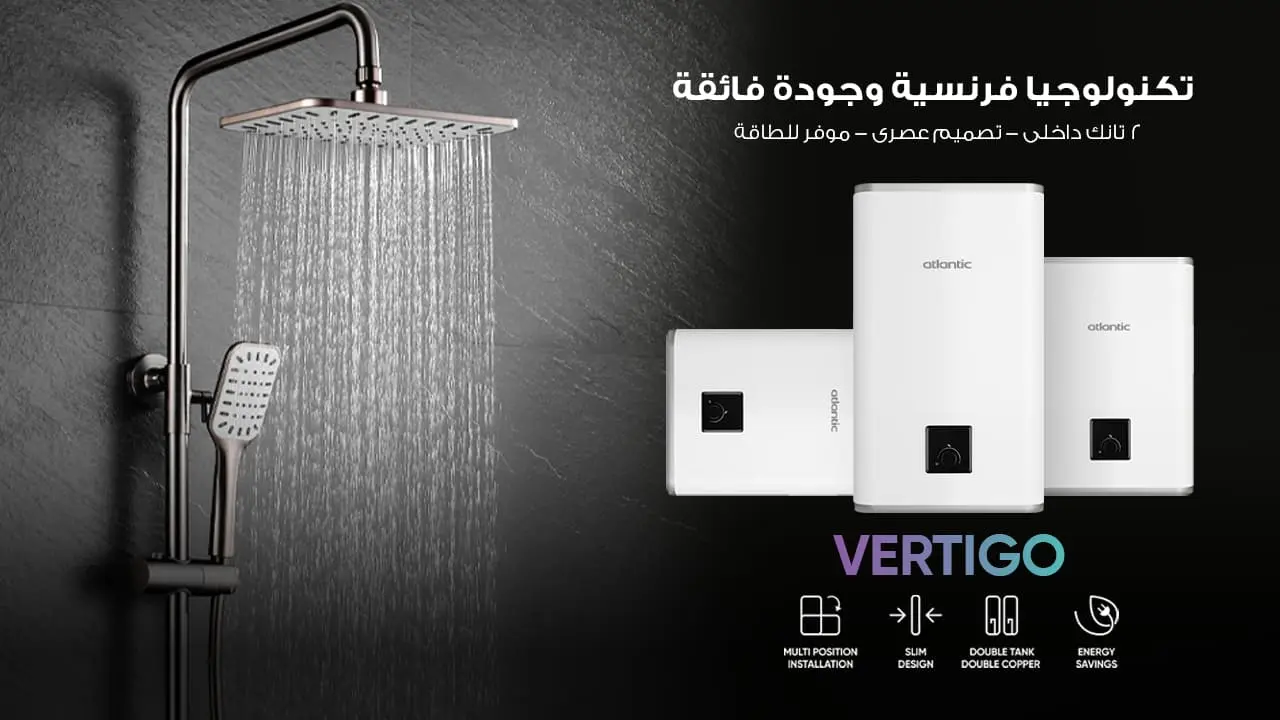 تكنولوجيا فرنسية وجودة فائقة
٢ تانك داخلى – تصميم عصرى – موفر للطاقة
atlantic
atlantic
atlantic
VERTIGO
MULTI POSITION
INSTALLATION
SLIM
DESIGN
DOUBLE TANK
DOUBLE COPPER
ENERGY
SAVINGS